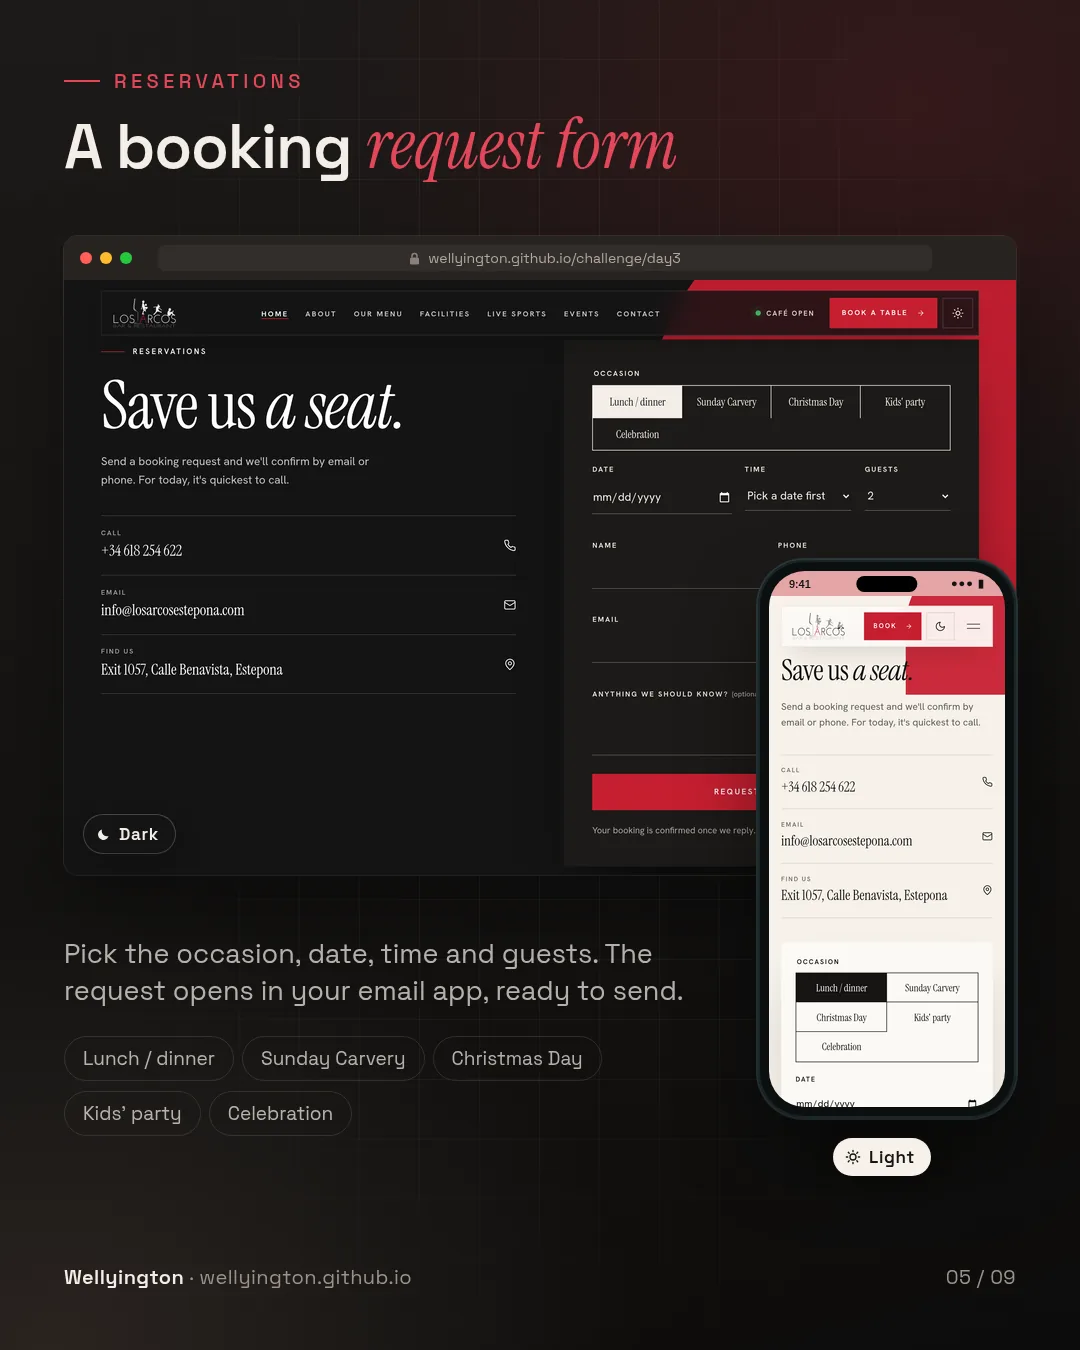 RESERVATIONS
A booking request form
wellyington.github.io/challenge/day3
LOS ARCOS
BAR & RESTAURANT
HOME
ABOUT
OUR MENU
FACILITIES
LIVE SPORTS
EVENTS
CONTACT
CAFÉ OPEN
BOOK A TABLE
RESERVATIONS
Save us a seat.
Send a booking request and we'll confirm by email or
phone. For today, it's quickest to call.
CALL
+34 618 254 622
EMAIL
info@losarcosestepona.com
FIND US
Exit 1057, Calle Benavista, Estepona
OCCASION
Lunch / dinner
Sunday Carvery
Christmas Day
Kids' party
Celebration
DATE
TIME
GUESTS
mm/dd/yyyy
Pick a date first
2
NAME
PHONE
EMAIL
ANYTHING WE SHOULD KNOW? (optional
REQUEST
Your booking is confirmed once we reply.
Dark
9:41
LOS ARCOS
BOOK
Save us a seat.
Send a booking request and we'll confirm by
email or phone. For today, it's quickest to call.
CALL
+34 618 254 622
EMAIL
info@losarcosestepona.com
FIND US
Exit 1057, Calle Benavista, Estepona
OCCASION
Lunch / dinner
Sunday Carvery
Christmas Day
Kids' party
Celebration
DATE
mm/dd/yyyy
Light
Pick the occasion, date, time and guests. The
request opens in your email app, ready to send.
Lunch / dinner
Sunday Carvery
Christmas Day
Kids' party
Celebration
Wellyington · wellyington.github.io
05 / 09